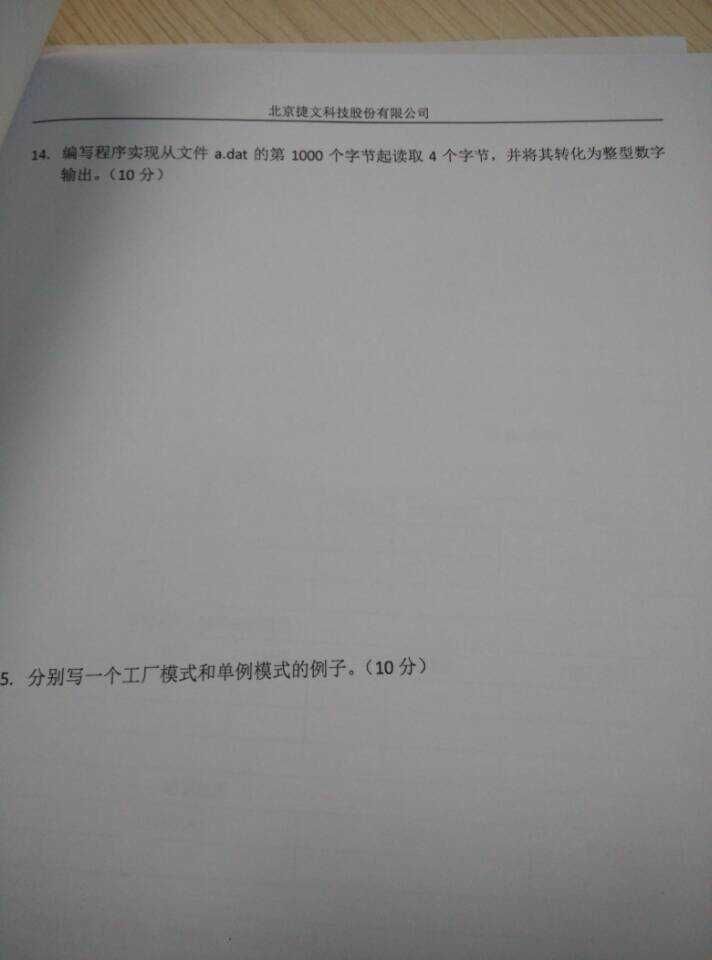 北京捷文科技股份有限公司
14. 编写程序实现从文件 a.dat 的第 1000 个字节起读取 4 个字节，并将其转化为整型数字
输出。（10 分）
5. 分别写一个工厂模式和单例模式的例子。（10 分）